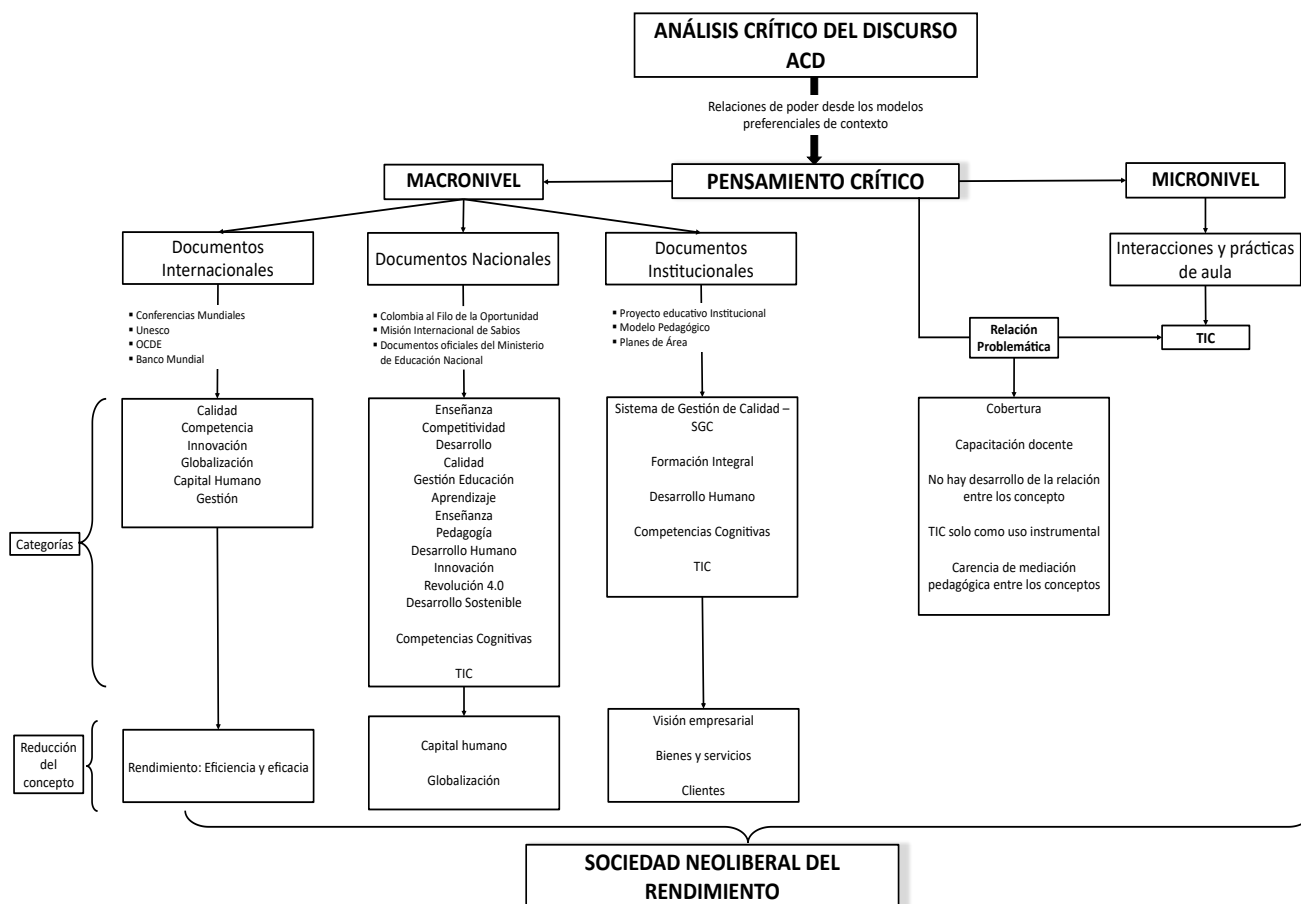 ANÁLISIS CRÍTICO DEL DISCURSO
ACD
Relaciones de poder desde los modelos
preferenciales de contexto
MACRONIVEL
PENSAMIENTO CRÍTICO
MICRONIVEL
Documentos
Internacionales
Documentos Nacionales
Documentos
Institucionales
Interacciones y prácticas
de aula
▪ Conferencias Mundiales
▪ Unesco
▪ OCDE
▪ Banco Mundial
▪ Colombia al Filo de la Oportunidad
▪ Misión Internacional de Sabios
▪ Documentos oficiales del Ministerio
de Educación Nacional
▪ Proyecto educativo Institucional
▪ Modelo Pedagógico
▪ Planes de Área
Relación
Problemática
TIC
Categorías
Calidad
Competencia
Innovación
Globalización
Capital Humano
Gestión
Enseñanza
Competitividad
Desarrollo
Calidad
Gestión Educación
Aprendizaje
Enseñanza
Pedagogía
Desarrollo Humano
Innovación
Revolución 4.0
Desarrollo Sostenible
Competencias Cognitivas
TIC
Sistema de Gestión de Calidad –
SGC
Formación Integral
Desarrollo Humano
Competencias Cognitivas
TIC
Cobertura
Capacitación docente
No hay desarrollo de la relación
entre los concepto
TIC solo como uso instrumental
Carencia de mediación
pedagógica entre los conceptos
Reducción
del
concepto
Rendimiento: Eficiencia y eficacia
Capital humano
Globalización
Visión empresarial
Bienes y servicios
Clientes
SOCIEDAD NEOLIBERAL DEL
RENDIMIENTO